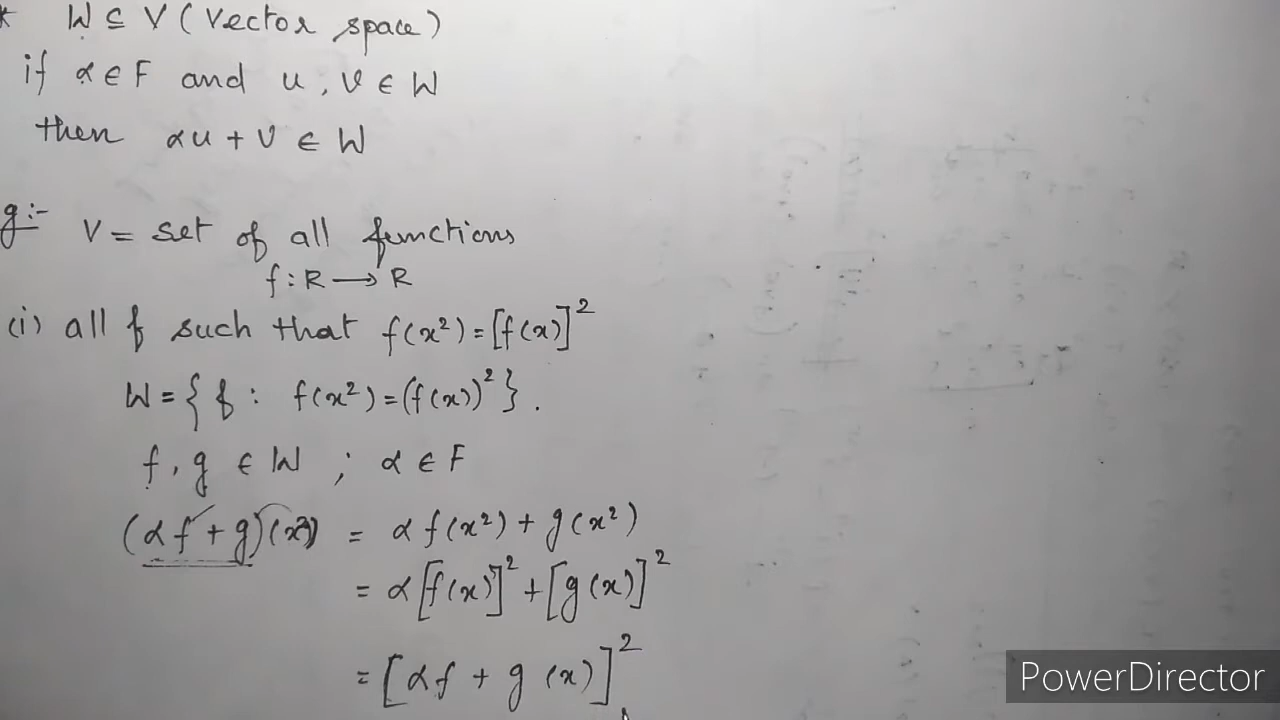 * W ⊆ V (Vector space)
if α ∈ F and u, v ∈ W
then αu + v ∈ W
g:-
V = set of all functions
f : R → R
(i) all f such that f(x²) = [f(x)]²
W = { f : f(x²) = (f(x))² }.
f, g ∈ W ; α ∈ F
(αf + g)(x²) = α f(x²) + g(x²)
= α [f(x)]² + [g(x)]²
= [αf + g (x)]²
PowerDirector